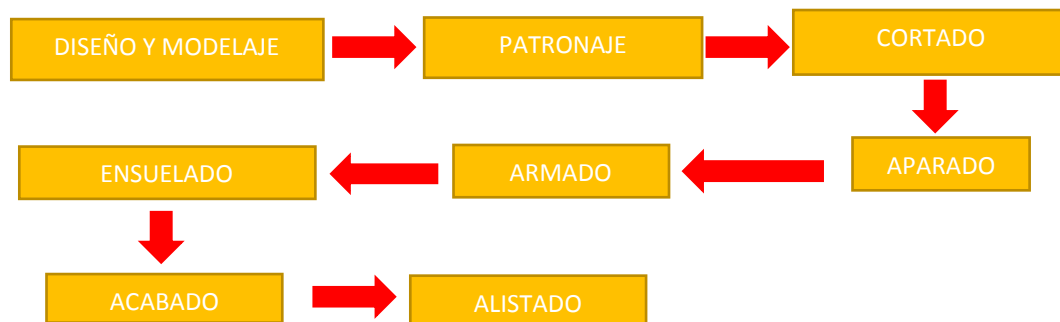 DISEÑO Y MODELAJE
PATRONAJE
CORTADO
APARADO
ARMADO
ENSUELADO
ACABADO
ALISTADO